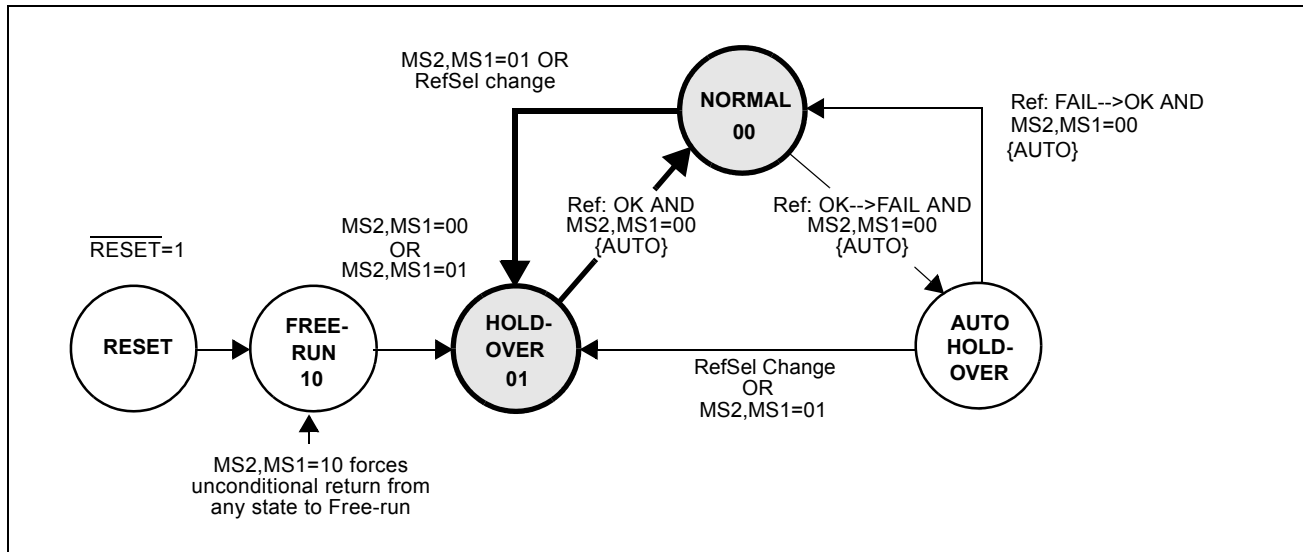 MS2,MS1=01 OR
RefSel change
NORMAL
00
Ref: FAIL-->OK AND
MS2,MS1=00
{AUTO}
Ref: OK AND
MS2,MS1=00
{AUTO}
Ref: OK-->FAIL AND
MS2,MS1=00
{AUTO}
MS2,MS1=00
OR
MS2,MS1=01
RESET=1
RESET
FREE-
RUN
10
HOLD-
OVER
01
AUTO
HOLD-
OVER
RefSel Change
OR
MS2,MS1=01
MS2,MS1=10 forces
unconditional return from
any state to Free-run